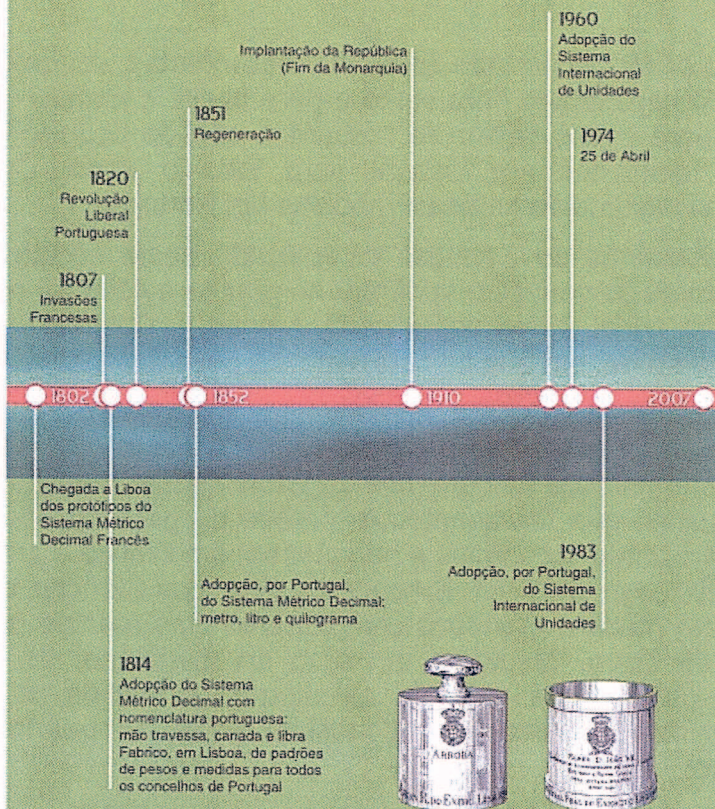 1960
Adopção do
Sistema
Internacional
de Unidades
Implantação da República
(Fim da Monarquia)
1851
Regeneração
1974
25 de Abril
1820
Revolução
Liberal
Portuguesa
1807
Invasões
Francesas
1802
1852
1910
2007
Chegada a Liboa
dos protótipos do
Sistema Métrico
Decimal Francês
Adopção, por Portugal,
do Sistema Métrico Decimal:
metro, litro e quilograma
1983
Adopção, por Portugal,
do Sistema
Internacional de
Unidades
1814
Adopção do Sistema
Métrico Decimal com
nomenclatura portuguesa:
mão travessa, canada e libra
Fabrico, em Lisboa, de padrões
de pesos e medidas para todos
os concelhos de Portugal
ARROBA